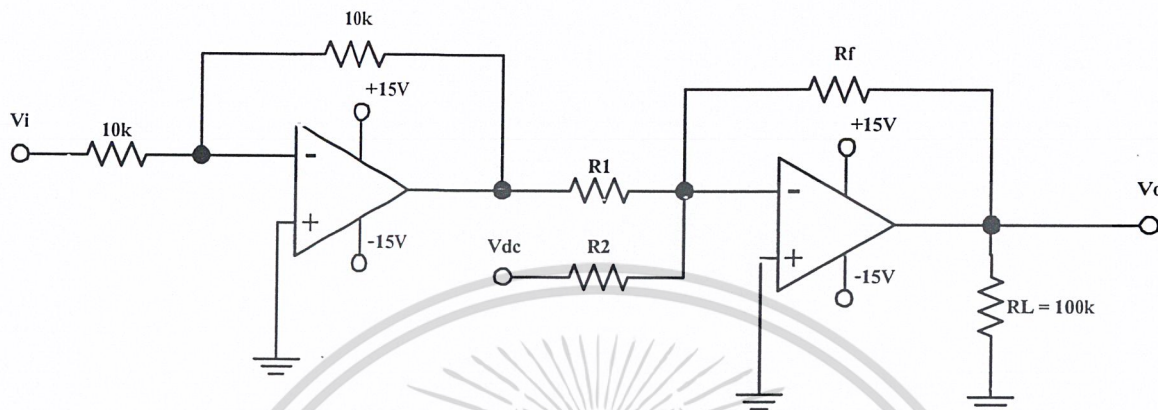 10k
Rf
+15V
Vi
10k
+15V
-
R1
-
Vo
+
-15V
Vdc
R2
+
-15V
RL = 100k